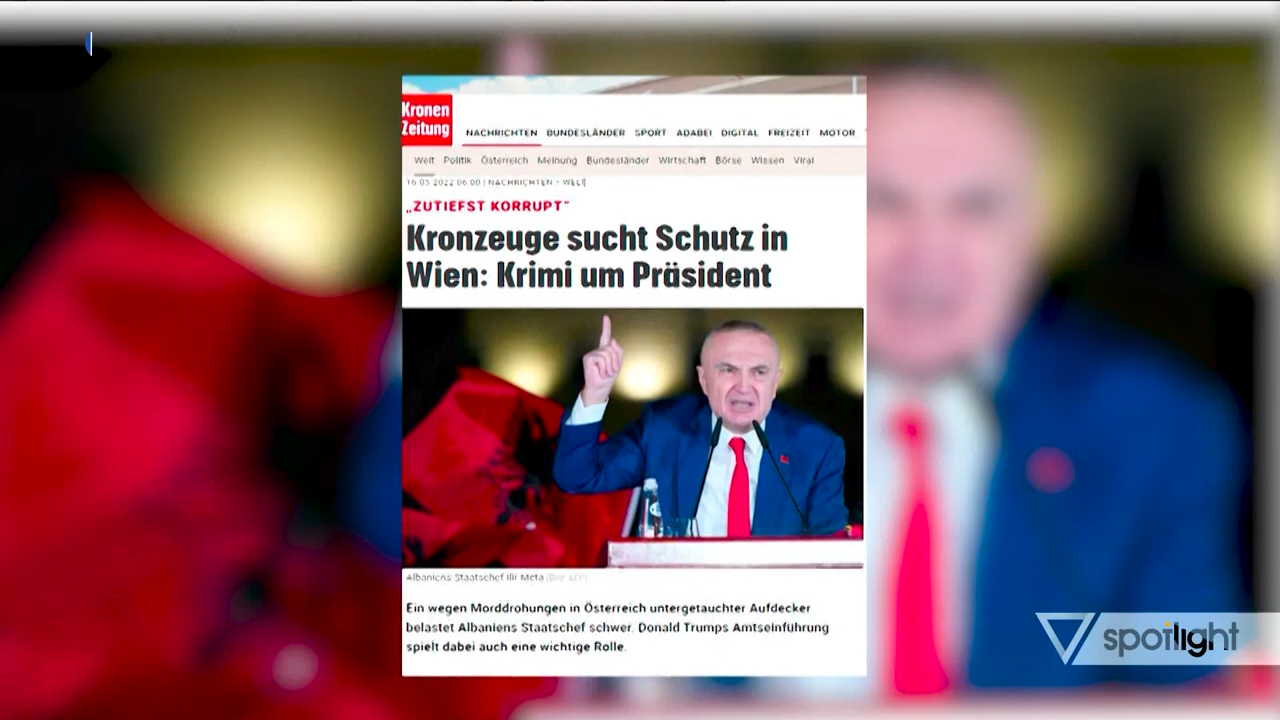 Kronen
Zeitung
NACHRICHTEN BUNDESLÄNDER SPORT ADABEI DIGITAL FREIZEIT MOTOR
Welt Politik Österreich Meinung Bundesländer Wirtschaft Börse Wissen Viral
16.05.2022 06:00 | NACHRICHTEN > WELT
„ZUTIEFST KORRUPT“
Kronzeuge sucht Schutz in
Wien: Krimi um Präsident
Albaniens Staatschef Ilir Meta (Bild: AFP)
Ein wegen Morddrohungen in Österreich untergetauchter Aufdecker
belastet Albaniens Staatschef schwer. Donald Trumps Amtseinführung
spielt dabei auch eine wichtige Rolle.
spotlight